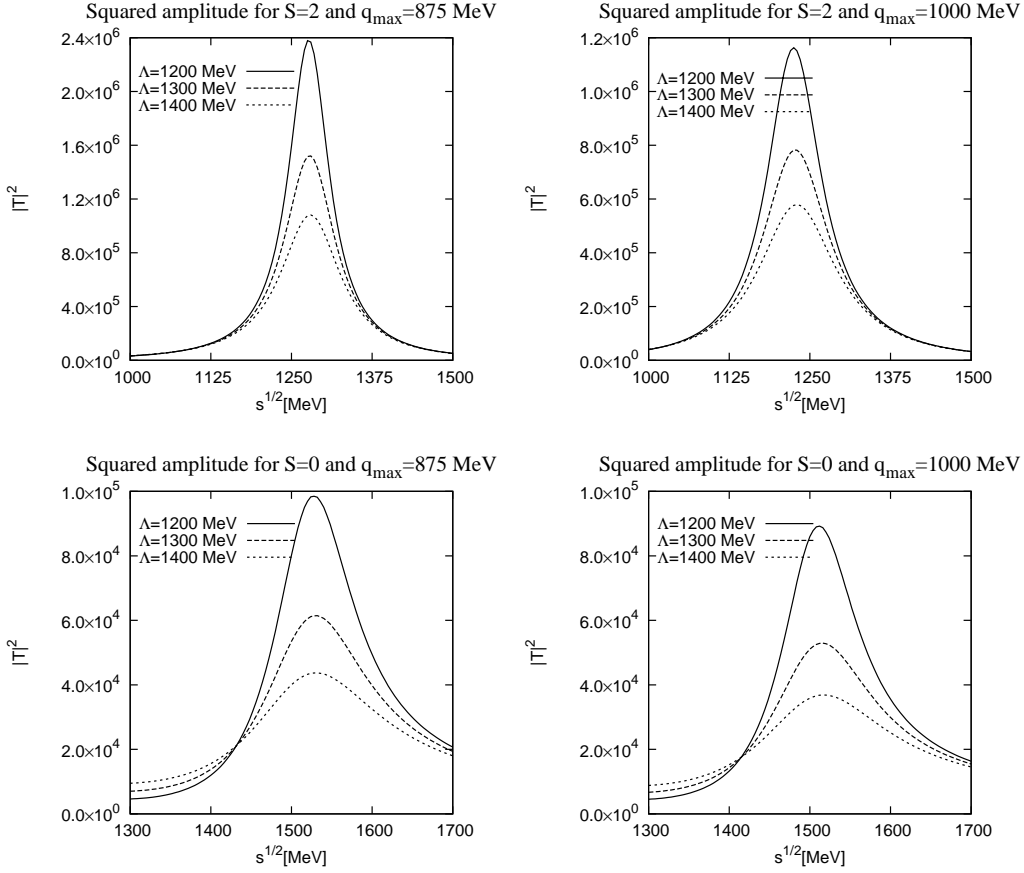 Squared amplitude for S=2 and q_max=875 MeV
2.4×10^6
2.0×10^6
1.6×10^6
1.2×10^6
8.0×10^5
4.0×10^5
0.0×10^0
|T|^2
Λ=1200 MeV
Λ=1300 MeV
Λ=1400 MeV
1000 1125 1250 1375 1500
s^1/2[MeV]
Squared amplitude for S=2 and q_max=1000 MeV
1.2×10^6
1.0×10^6
8.0×10^5
6.0×10^5
4.0×10^5
2.0×10^5
0.0×10^0
|T|^2
Λ=1200 MeV
Λ=1300 MeV
Λ=1400 MeV
1000 1125 1250 1375 1500
s^1/2[MeV]
Squared amplitude for S=0 and q_max=875 MeV
1.0×10^5
8.0×10^4
6.0×10^4
4.0×10^4
2.0×10^4
0.0×10^0
|T|^2
Λ=1200 MeV
Λ=1300 MeV
Λ=1400 MeV
1300 1400 1500 1600 1700
s^1/2[MeV]
Squared amplitude for S=0 and q_max=1000 MeV
1.0×10^5
8.0×10^4
6.0×10^4
4.0×10^4
2.0×10^4
0.0×10^0
|T|^2
Λ=1200 MeV
Λ=1300 MeV
Λ=1400 MeV
1300 1400 1500 1600 1700
s^1/2[MeV]